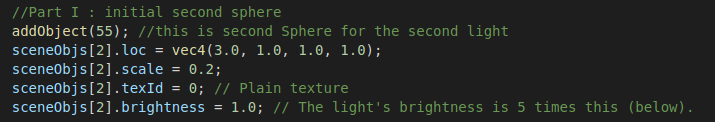 //Part I : initial second sphere
addObject(55); //this is second Sphere for the second light
sceneObjs[2].loc = vec4(3.0, 1.0, 1.0, 1.0);
sceneObjs[2].scale = 0.2;
sceneObjs[2].texId = 0; // Plain texture
sceneObjs[2].brightness = 1.0; // The light's brightness is 5 times this (below).